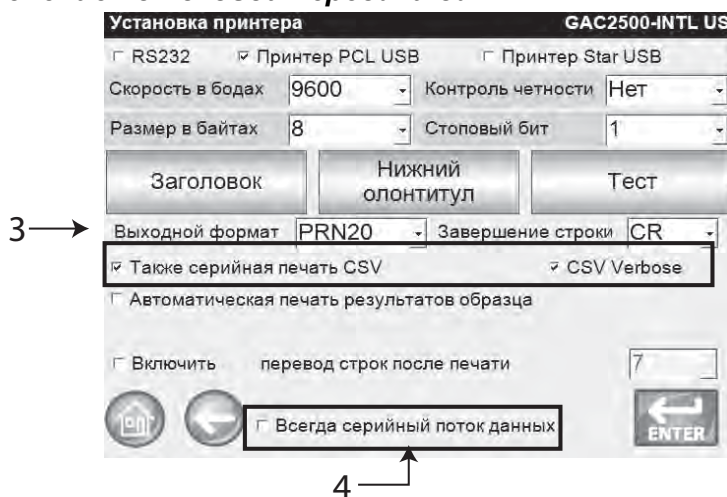 Установка принтера GAC2500-INTL US
RS232 Принтер PCL USB Принтер Star USB
Скорость в бодах 9600 Контроль четности Нет
Размер в байтах 8 Стоповый бит 1
Заголовок Нижний олонтитул Тест
3 Выходной формат PRN20 Завершение строки CR
Также серийная печать CSV CSV Verbose
Автоматическая печать результатов образца
Включить перевод строк после печати 7
Всегда серийный поток данных ENTER
4